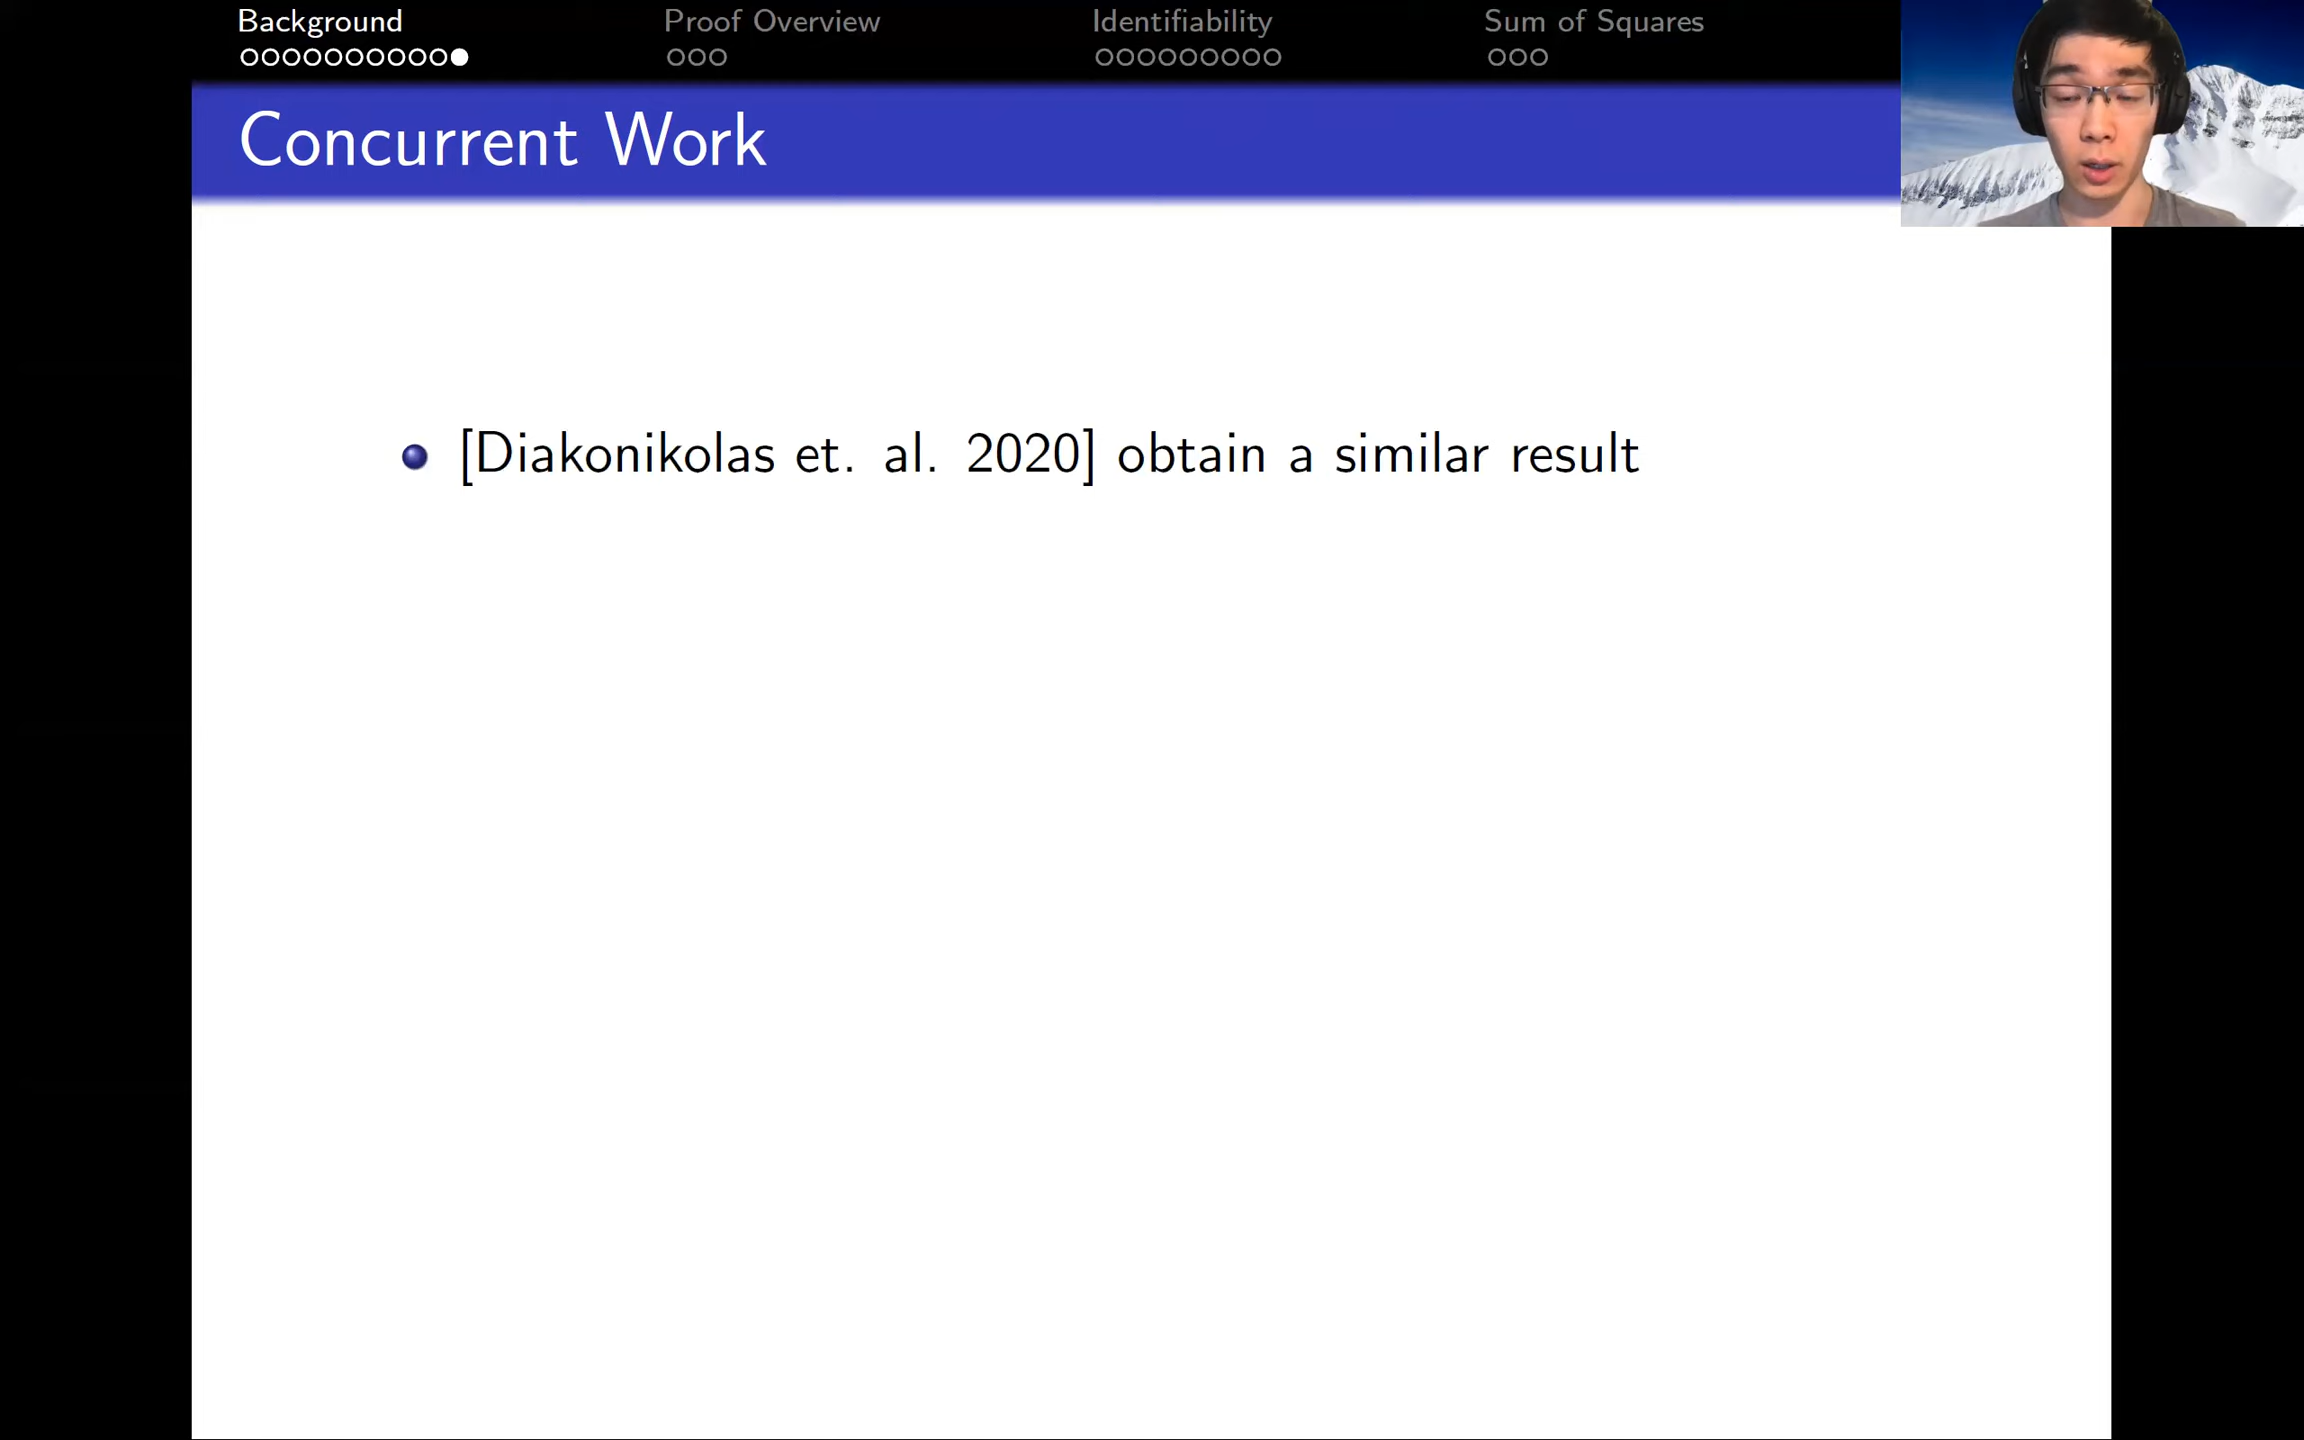 Background
Proof Overview
Identifiability
Sum of Squares
Concurrent Work
[Diakonikolas et. al. 2020] obtain a similar result